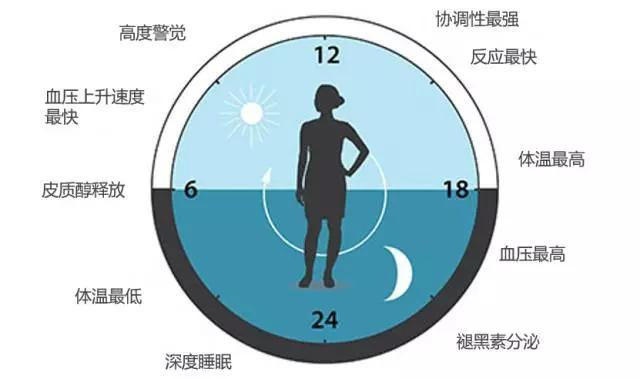 协调性最强
高度警觉
12
反应最快
血压上升速度
最快
体温最高
皮质醇释放
6
18
血压最高
体温最低
24
褪黑素分泌
深度睡眠